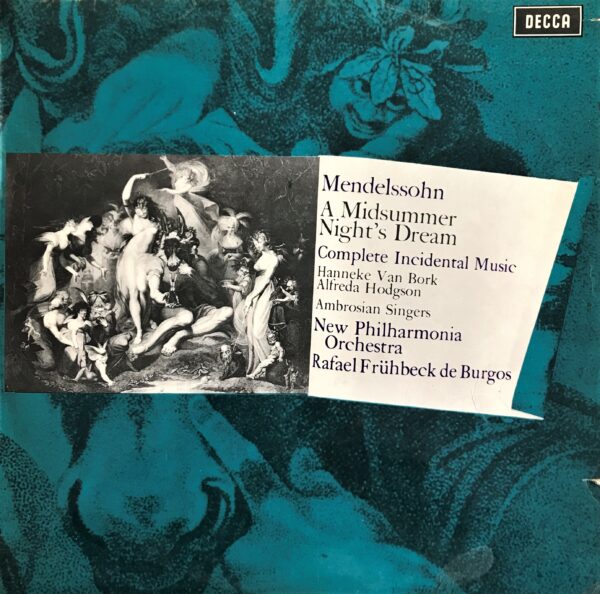 DECCA
Mendelssohn
A Midsummer
Night's Dream
Complete Incidental Music
Hanneke Van Bork
Alfreda Hodgson
Ambrosian Singers
New Philharmonia
Orchestra
Rafael Frühbeck de Burgos